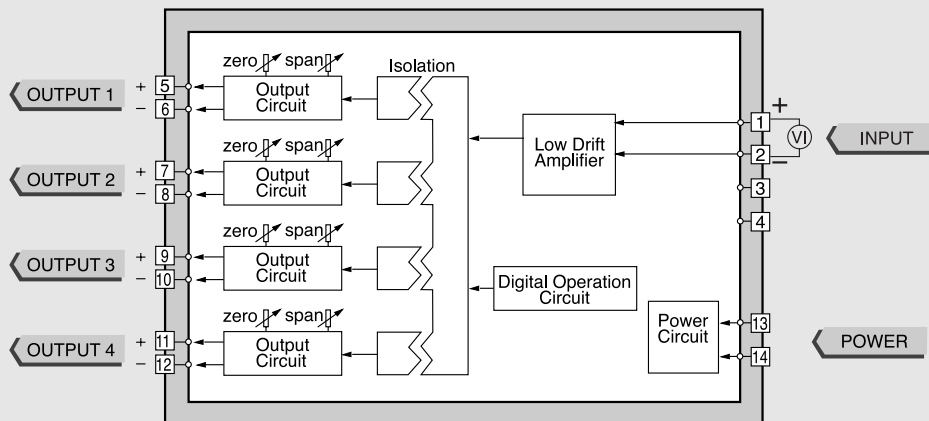 zero span
Isolation
OUTPUT 1
+ 5
− 6
Output
Circuit
zero span
OUTPUT 2
+ 7
− 8
Output
Circuit
zero span
OUTPUT 3
+ 9
− 10
Output
Circuit
zero span
OUTPUT 4
+ 11
− 12
Output
Circuit
Low Drift
Amplifier
Digital Operation
Circuit
Power
Circuit
1 +
2 −
VI
INPUT
3
4
13
14
POWER